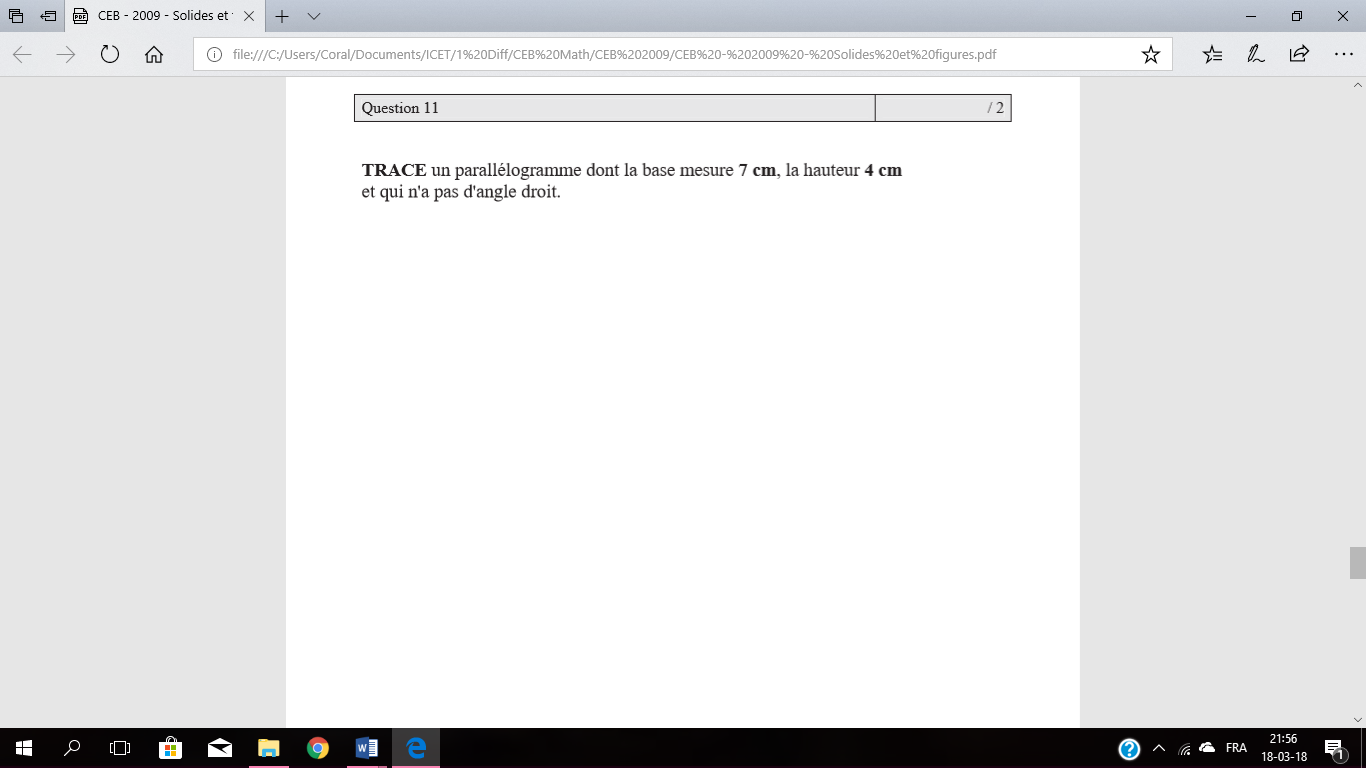 CEB - 2009 - Solides et
file:///C:/Users/Coral/Documents/ICET/1%20Diff/CEB%20Math/CEB%202009/CEB%20-%202009%20-%20Solides%20et%20figures.pdf
Question 11 / 2
TRACE un parallélogramme dont la base mesure 7 cm, la hauteur 4 cm
et qui n'a pas d'angle droit.
FRA
21:56
18-03-18
1